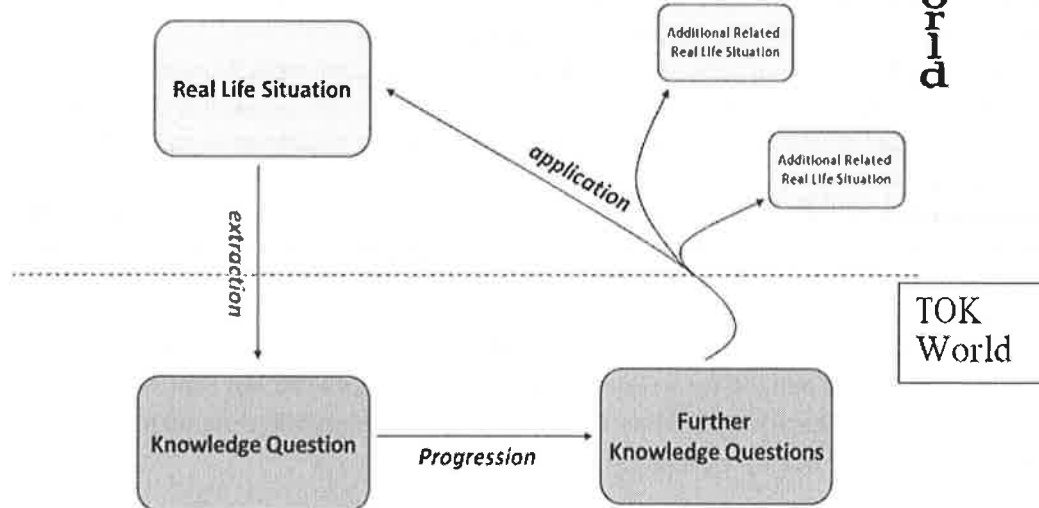 orld
Real Life Situation
Additional Related
Real Life Situation
Additional Related
Real Life Situation
application
extraction
TOK
World
Knowledge Question
Progression
Further
Knowledge Questions